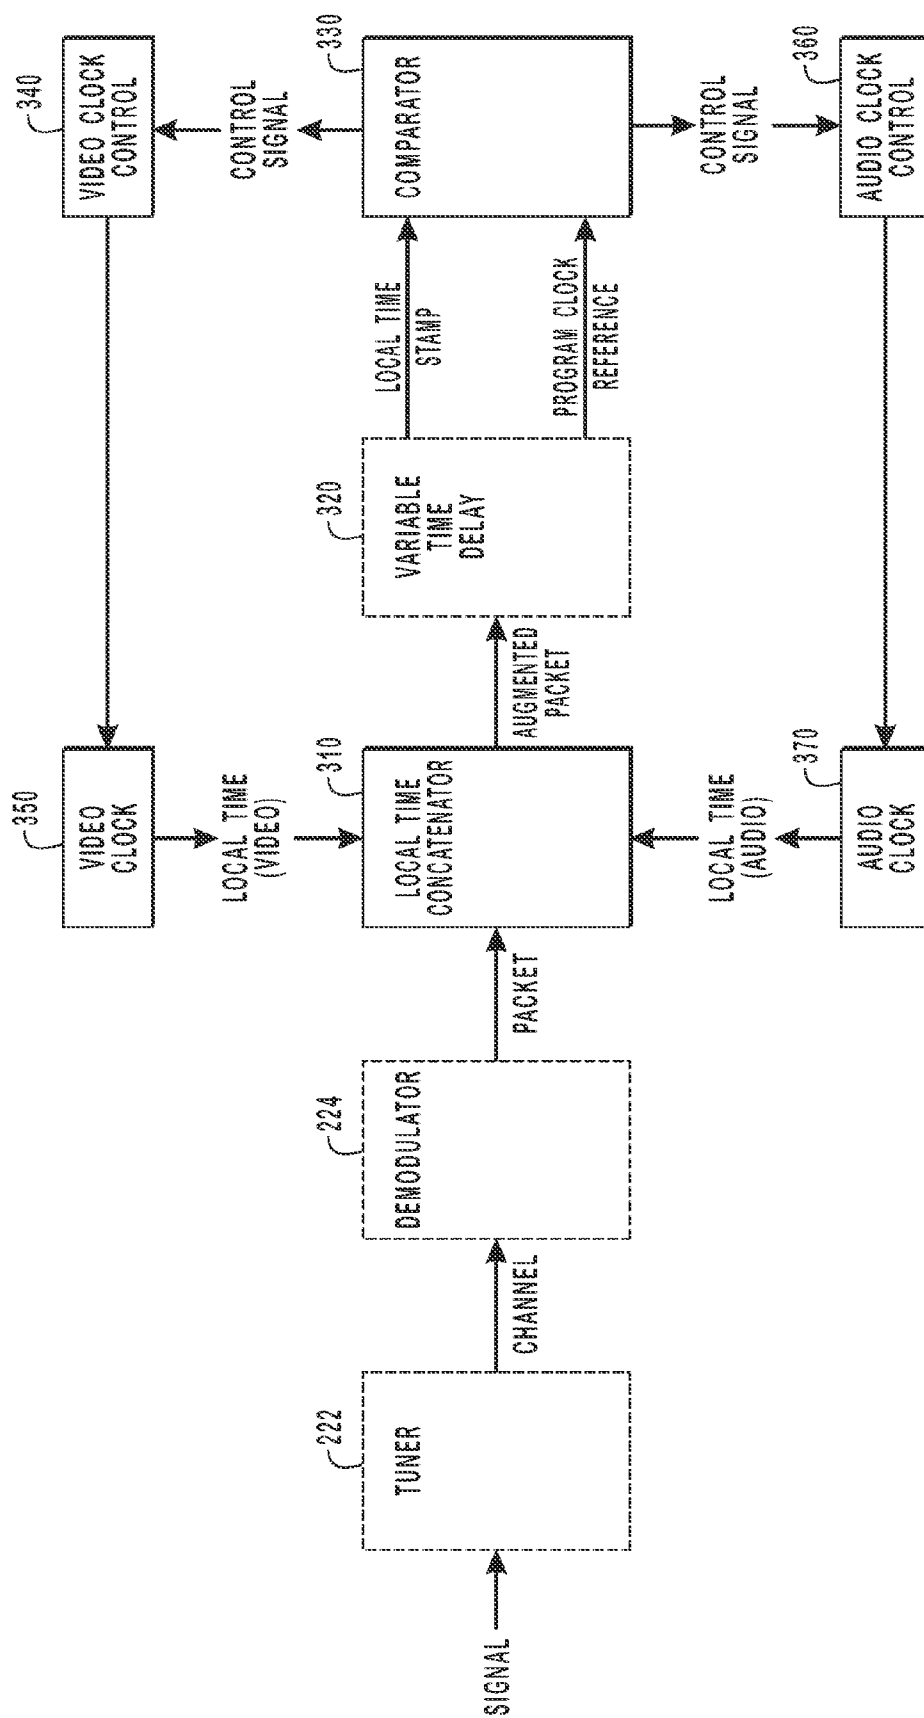 350
VIDEO
CLOCK
340
VIDEO CLOCK
CONTROL
LOCAL TIME
(VIDEO)
CONTROL
SIGNAL
SIGNAL
222
TUNER
CHANNEL
224
DEMODULATOR
PACKET
310
LOCAL TIME
CONCATENATOR
AUGMENTED
PACKET
320
VARIABLE
TIME
DELAY
LOCAL TIME
STAMP
PROGRAM CLOCK
REFERENCE
330
COMPARATOR
LOCAL TIME
(AUDIO)
CONTROL
SIGNAL
370
AUDIO
CLOCK
360
AUDIO CLOCK
CONTROL